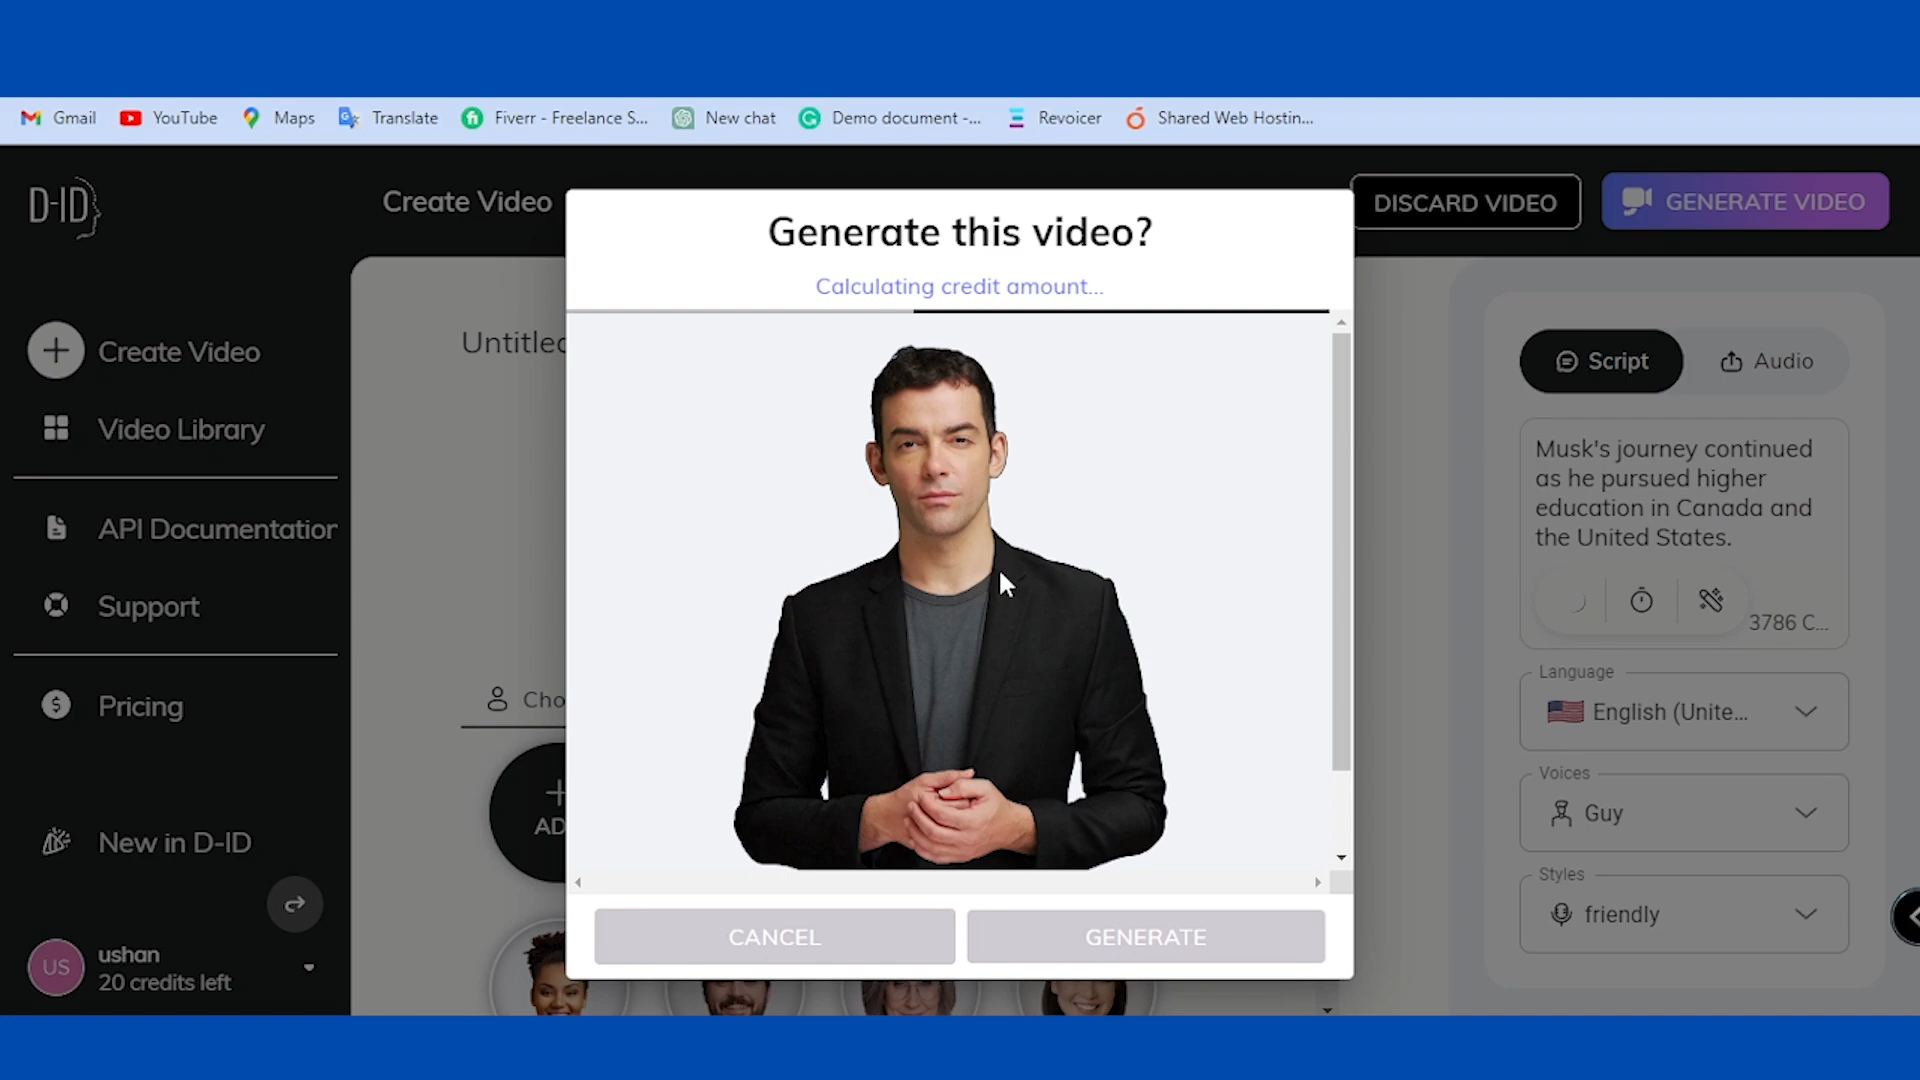 Gmail
YouTube
Maps
Translate
Fiverr - Freelance S...
New chat
Demo document -...
Revoicer
Shared Web Hostin...
D-ID
Create Video
DISCARD VIDEO
GENERATE VIDEO
Generate this video?
Calculating credit amount...
Create Video
Video Library
API Documentation
Support
Pricing
New in D-ID
US
ushan
20 credits left
Untitled
Cho
AD
CANCEL
GENERATE
Script
Audio
Musk's journey continued
as he pursued higher
education in Canada and
the United States.
3786 C...
Language
English (Unite...
Voices
Guy
Styles
friendly